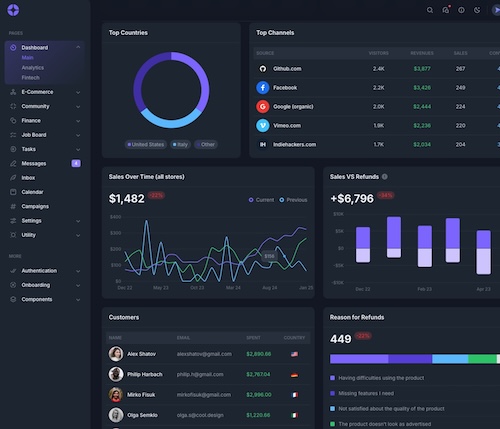 PAGES
Dashboard
Main
Analytics
Fintech
E-Commerce
Community
Finance
Job Board
Tasks
Messages
Inbox
Calendar
Campaigns
Settings
Utility
MORE
Authentication
Onboarding
Components
Top Countries
United States
Italy
Other
Top Channels
SOURCE VISITORS REVENUES SALES
Github.com 2.4K $3,877 267
Facebook 2.2K $3,426 249
Google (organic) 2.0K $2,444 224
Vimeo.com 1.9K $2,236 220
Indiehackers.com 1.7K $2,034 204
Sales Over Time (all stores)
$1,482 -22%
Current Previous
$400
$300
$200
$100
$0
$156
Dec 22 May 23 Oct 23 Mar 24 Aug 24 Jan 25
Sales VS Refunds
+$6,796 -34%
$10K
$5K
$0
-$5K
-$10K
Dec 22 Feb 23 Apr 23
Customers
NAME EMAIL SPENT COUNTRY
Alex Shatov alexshatov@gmail.com $2,890.66
Philip Harbach philip.h@gmail.com $2,767.04
Mirko Fisuk mirkofisuk@gmail.com $2,996.00
Olga Semklo olga.s@cool.design $1,220.66
Reason for Refunds
449 -22%
Having difficulties using the product
Missing features I need
Not satisfied about the quality of the product
The product doesn't look as advertised